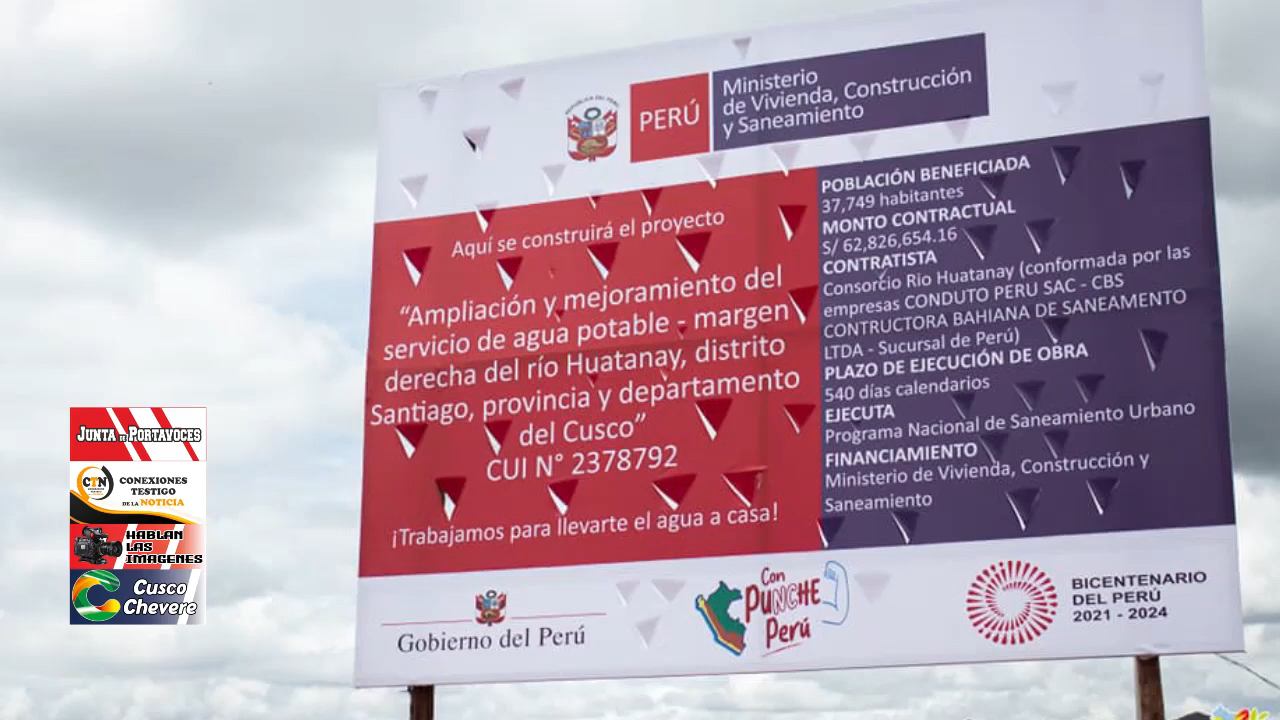 REPÚBLICA DEL PERÚ
PERÚ
Ministerio
de Vivienda, Construcción
y Saneamiento
Aquí se construirá el proyecto
“Ampliación y mejoramiento del
servicio de agua potable - margen
derecha del río Huatanay, distrito
Santiago, provincia y departamento
del Cusco”
CUI N° 2378792
¡Trabajamos para llevarte el agua a casa!
POBLACIÓN BENEFICIADA
37,749 habitantes
MONTO CONTRACTUAL
S/ 62,826,654.16
CONTRATISTA
Consorcio Rio Huatanay (conformada por las
empresas CONDUTO PERU SAC - CBS
CONTRUCTORA BAHIANA DE SANEAMENTO
LTDA - Sucursal de Perú)
PLAZO DE EJECUCIÓN DE OBRA
540 días calendarios
EJECUTA
Programa Nacional de Saneamiento Urbano
FINANCIAMIENTO
Ministerio de Vivienda, Construcción y
Saneamiento
Gobierno del Perú
Con
PUNCHE
Perú
BICENTENARIO
DEL PERÚ
2021 - 2024
JUNTA DE PORTAVOCES
CTN
CONEXIONES
TESTIGO
DE LA NOTICIA
HABLAN
LAS
IMAGENES
Cusco
Chevere